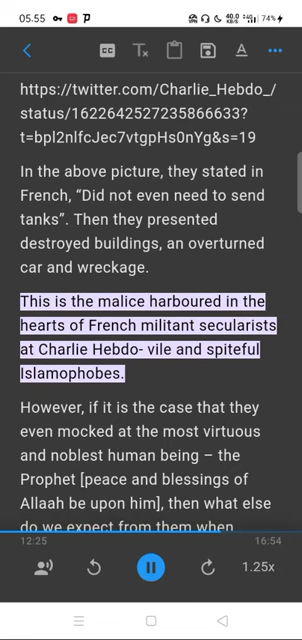 05.55
40.0
KB/S
74%
CC
https://twitter.com/Charlie_Hebdo_/
status/1622642527235866633?
t=bpl2nlfcJec7vtgpHs0nYg&s=19
In the above picture, they stated in
French, “Did not even need to send
tanks”. Then they presented
destroyed buildings, an overturned
car and wreckage.
This is the malice harboured in the
hearts of French militant secularists
at Charlie Hebdo- vile and spiteful
Islamophobes.
However, if it is the case that they
even mocked at the most virtuous
and noblest human being – the
Prophet [peace and blessings of
Allaah be upon him], then what else
do we expect from them when
12:25
16:54
1.25x